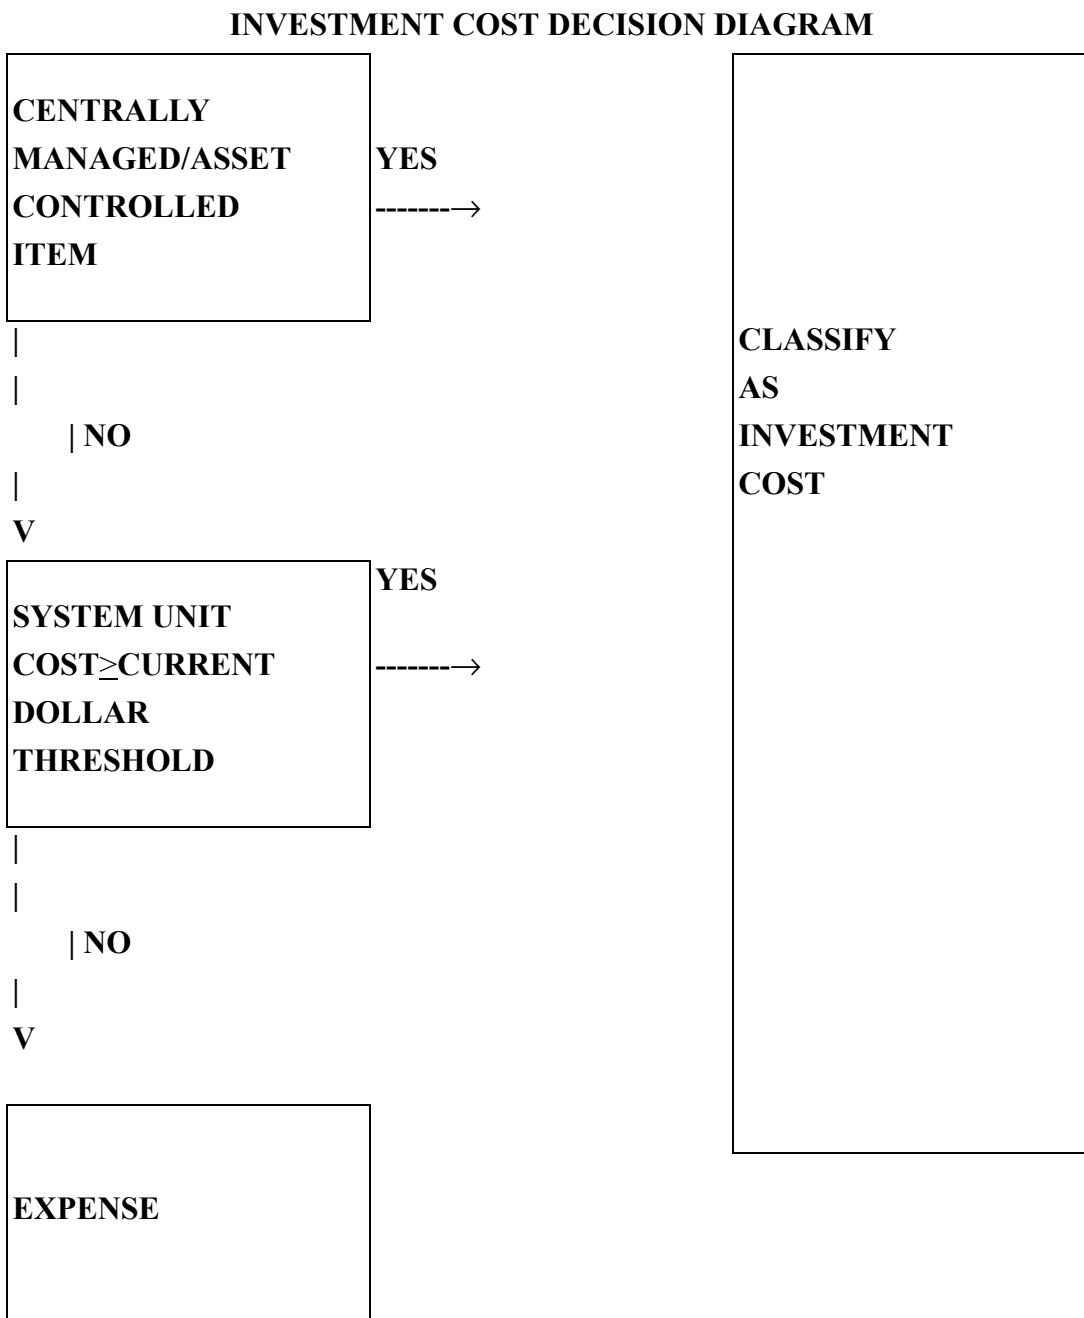 INVESTMENT COST DECISION DIAGRAM
CENTRALLY
MANAGED/ASSET
CONTROLLED
ITEM
YES
-------→
|
|
| NO
|
V
CLASSIFY
AS
INVESTMENT
COST
SYSTEM UNIT
COST≥CURRENT
DOLLAR
THRESHOLD
YES
-------→
|
|
| NO
|
V
EXPENSE